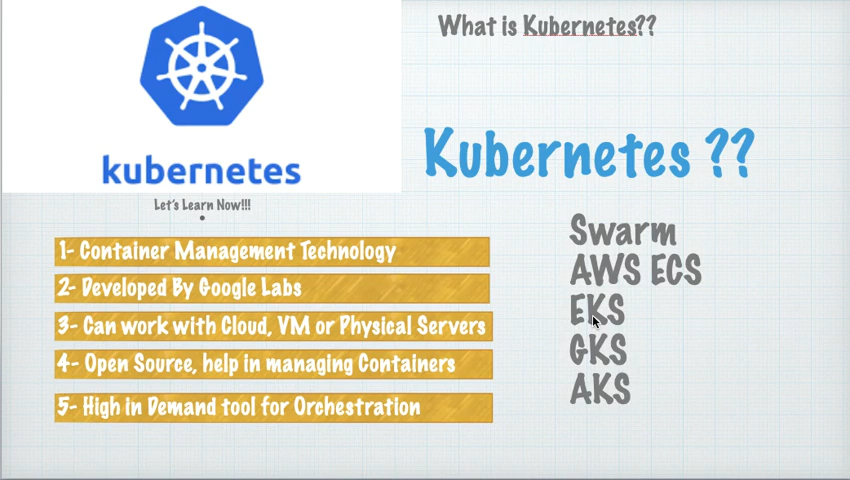 What is Kubernetes??
kubernetes
Kubernetes ??
Let's Learn Now!!!
1- Container Management Technology
2- Developed By Google Labs
3- Can work with Cloud, VM or Physical Servers
4- Open Source, help in managing Containers
5- High in Demand tool for Orchestration
Swarm
AWS ECS
EKS
GKS
AKS